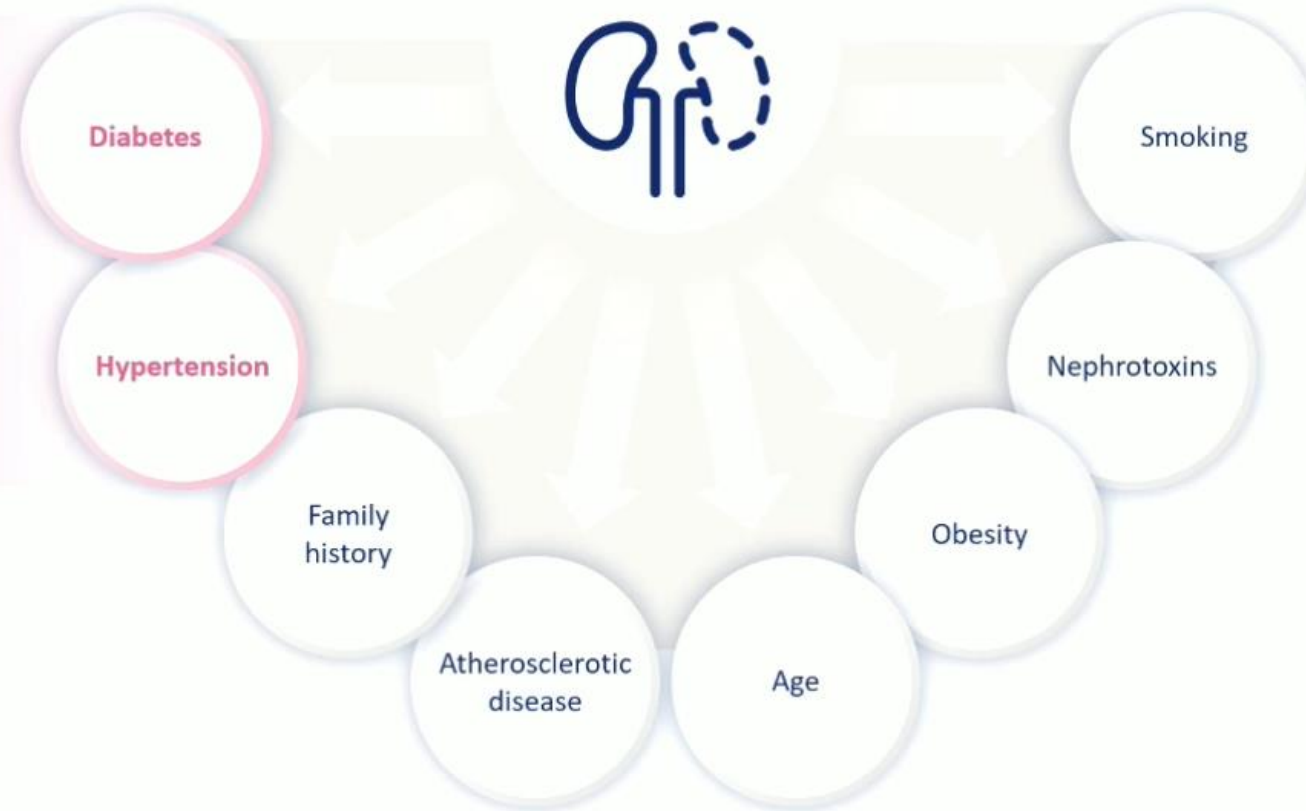 Diabetes
Hypertension
Family
history
Atherosclerotic
disease
Age
Obesity
Nephrotoxins
Smoking